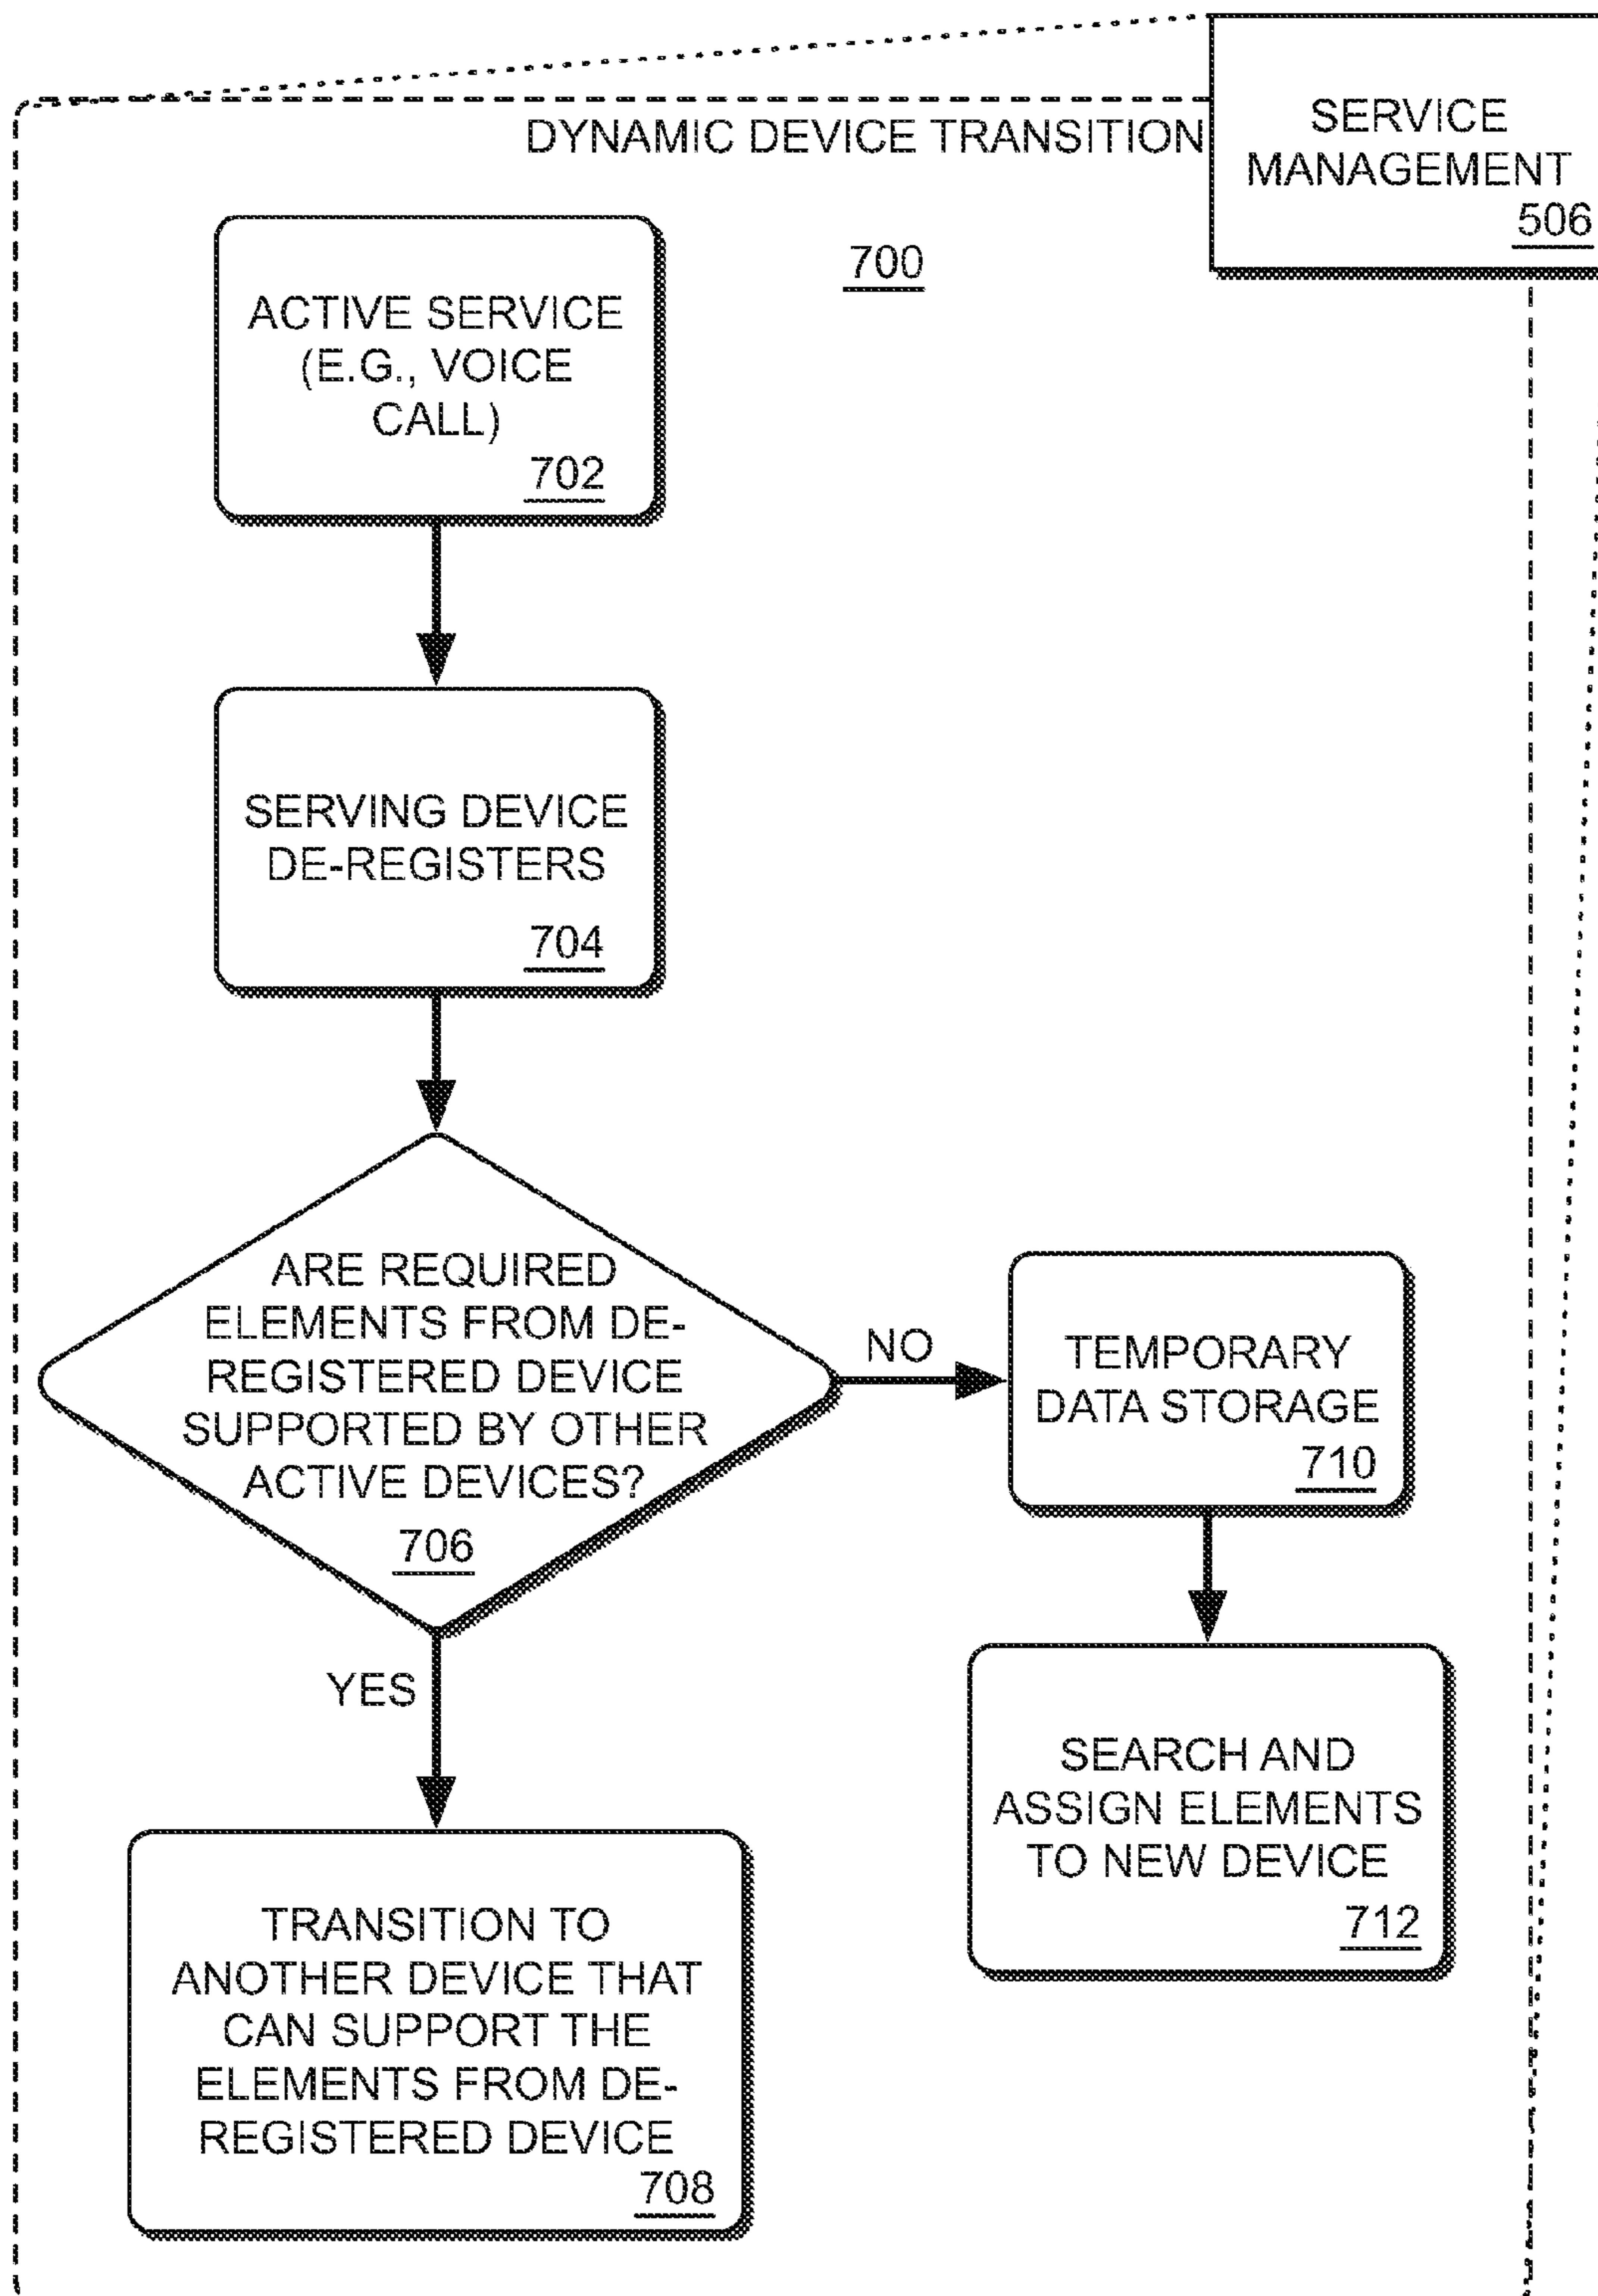 DYNAMIC DEVICE TRANSITION
700
SERVICE
MANAGEMENT
506
ACTIVE SERVICE
(E.G., VOICE
CALL)
702
SERVING DEVICE
DE-REGISTERS
704
ARE REQUIRED
ELEMENTS FROM DE-
REGISTERED DEVICE
SUPPORTED BY OTHER
ACTIVE DEVICES?
706
NO
TEMPORARY
DATA STORAGE
710
YES
SEARCH AND
ASSIGN ELEMENTS
TO NEW DEVICE
712
TRANSITION TO
ANOTHER DEVICE THAT
CAN SUPPORT THE
ELEMENTS FROM DE-
REGISTERED DEVICE
708